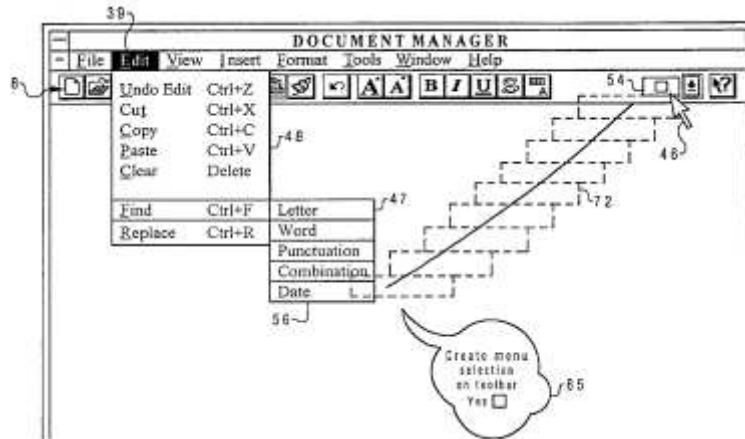 39
DOCUMENT MANAGER
File Edit View Insert Format Tools Window Help
8
A A B I U
A
54
Undo Edit Ctrl+Z
Cut Ctrl+X
Copy Ctrl+C
Paste Ctrl+V
Clear Delete
48
46
72
Find Ctrl+F
Replace Ctrl+R
47
Letter
Word
Punctuation
Combination
Date
56
Create menu
selection
on toolbar
Yes
65